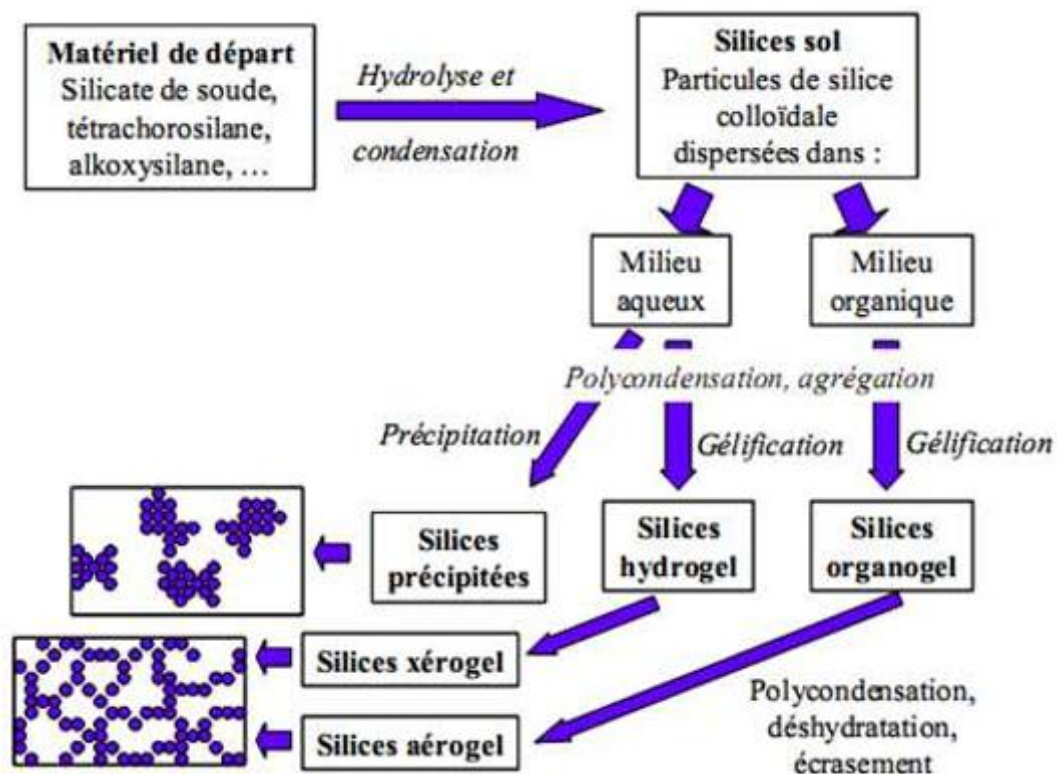 Matériel de départ
Silicate de soude,
tétrachorosilane,
alkoxysilane, …
Hydrolyse et
condensation
Silices sol
Particules de silice
colloïdale
dispersées dans :
Milieu
aqueux
Milieu
organique
Polycondensation, agrégation
Précipitation
Gélification
Gélification
Silices
précipitées
Silices
hydrogel
Silices
organogel
Silices xérogel
Silices aérogel
Polycondensation,
déshydratation,
écrasement